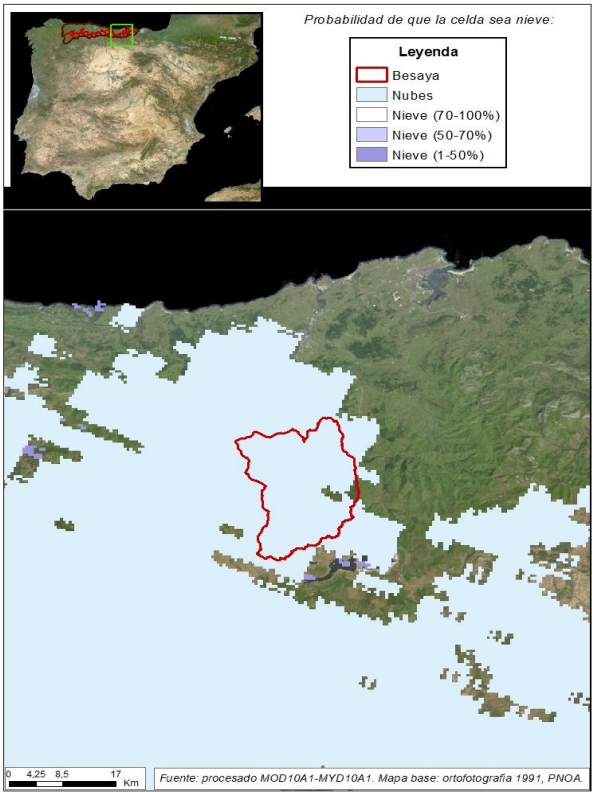 Probabilidad de que la celda sea nieve:
Leyenda
Besaya
Nubes
Nieve (70-100%)
Nieve (50-70%)
Nieve (1-50%)
0 4,25 8,5 17
Km
Fuente: procesado MOD10A1-MYD10A1. Mapa base: ortofotografía 1991, PNOA.